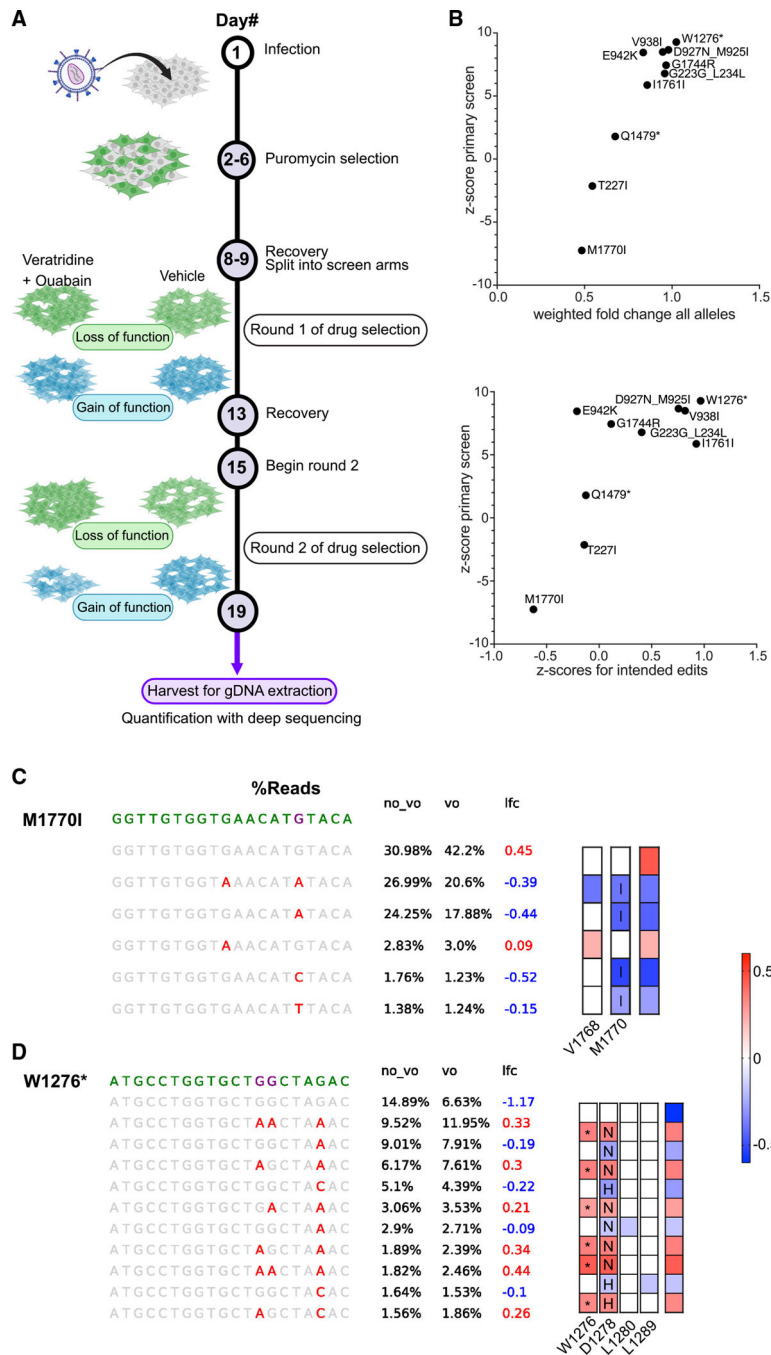 A
Day#
1
Infection
2-6
Puromycin selection
8-9
Recovery
Split into screen arms
Veratridine
+ Ouabain
Vehicle
Loss of function
Round 1 of drug selection
Gain of function
13
Recovery
15
Begin round 2
Loss of function
Round 2 of drug selection
Gain of function
19
Harvest for gDNA extraction
Quantification with deep sequencing
B
z-score primary screen
10
5
0
-5
-10
W1276*
V938I
D927N_M925I
E942K
G1744R
G223G_L234L
I1761I
Q1479*
T227I
M1770I
0.0
0.5
1.0
1.5
weighted fold change all alleles
z-score primary screen
10
5
0
-5
-10
D927N_M925I
W1276*
E942K
V938I
G1744R
G223G_L234L
I1761I
Q1479*
T227I
M1770I
-1.0
-0.5
0.0
0.5
1.0
1.5
z-scores for intended edits
C
%Reads
no_vo vo lfc
M1770I
GGTTGTGGTGAACATGTACA
GGTTGTGGTGAACATGTACA 30.98% 42.2% 0.45
GGTTGTGGTAAACATATACA 26.99% 20.6% -0.39
GGTTGTGGTGAACATATACA 24.25% 17.88% -0.44
GGTTGTGGTAAACATGTACA 2.83% 3.0% 0.09
GGTTGTGGTGAACATCTACA 1.76% 1.23% -0.52
GGTTGTGGTGAACATTTACA 1.38% 1.24% -0.15
I
I
I
I
V1768
M1770
0.5
0
-0.5
D
W1276*
no_vo vo lfc
ATGCCTGGTGCTGGCTAGAC
ATGCCTGGTGCTGGCTAGAC 14.89% 6.63% -1.17
ATGCCTGGTGCTAACTAAAC 9.52% 11.95% 0.33
ATGCCTGGTGCTGGCTAAAC 9.01% 7.91% -0.19
ATGCCTGGTGCTAGCTAAAC 6.17% 7.61% 0.3
ATGCCTGGTGCTGGCTACAC 5.1% 4.39% -0.22
ATGCCTGGTGCTGACTAAAC 3.06% 3.53% 0.21
ATGCCTGGTGCTGGCTAAAC 2.9% 2.71% -0.09
ATGCCTGGTGCTAGCTAAAC 1.89% 2.39% 0.34
ATGCCTGGTGCTAACTAAAC 1.82% 2.46% 0.44
ATGCCTGGTGCTGGCTACAC 1.64% 1.53% -0.1
ATGCCTGGTGCTAGCTACAC 1.56% 1.86% 0.26
* N
N
* N
H
* N
N
* N
* N
H
* H
W1276
D1278
L1280
L1289